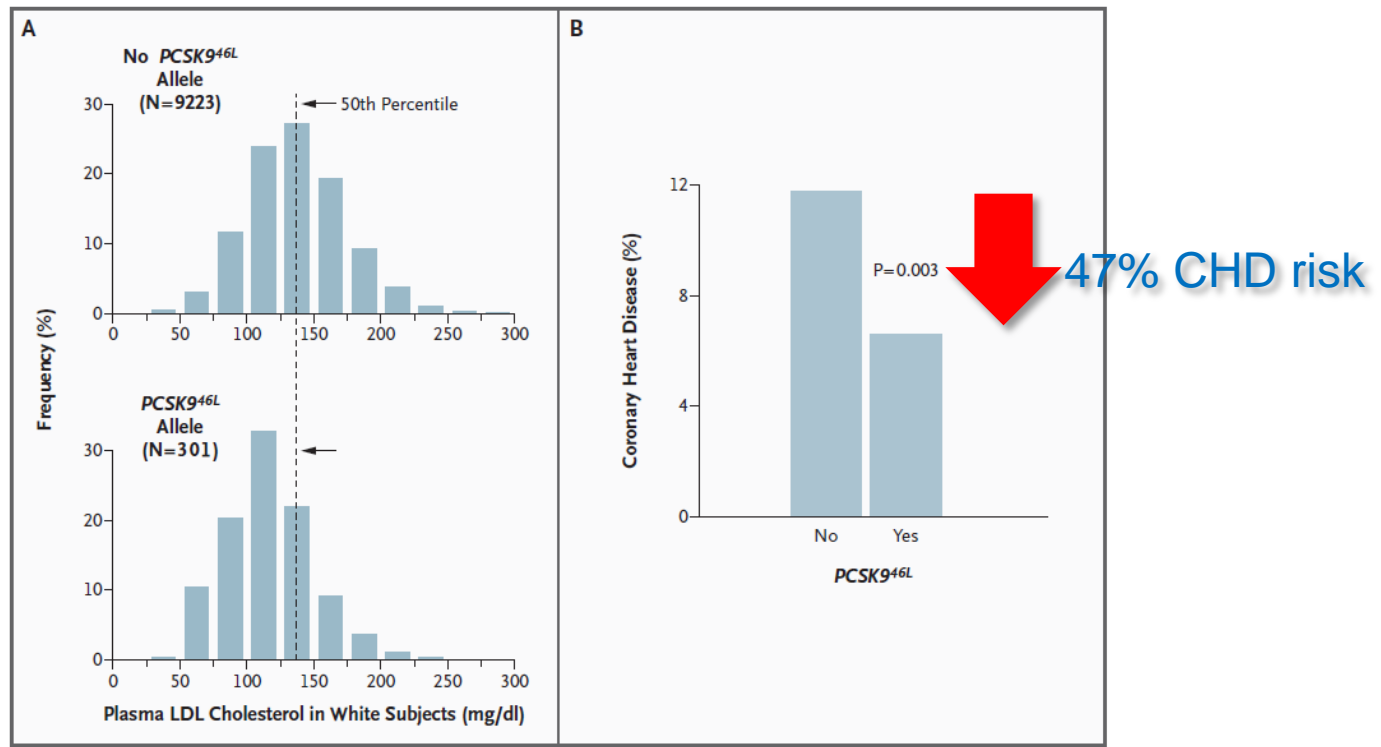 A
No PCSK946L
Allele
(N=9223)
50th Percentile
30
20
10
0
0 50 100 150 200 250 300
Frequency (%)
PCSK946L
Allele
(N=301)
30
20
10
0
0 50 100 150 200 250 300
Plasma LDL Cholesterol in White Subjects (mg/dl)
B
Coronary Heart Disease (%)
12
8
4
0
P=0.003
No Yes
PCSK946L
47% CHD risk